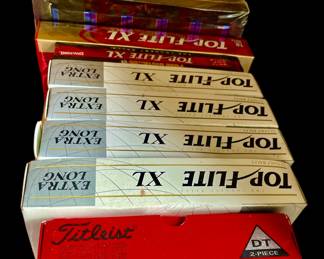 TOP-FLITE XL
TOP-FLITE XL
SPALDING
TOP-FLITE XL
EXTRA
LONG
TOP-FLITE XL
EXTRA
LONG
TOP-FLITE XL
EXTRA
LONG
TOP-FLITE XL
EXTRA
LONG
Titleist
DT
2-PIECE